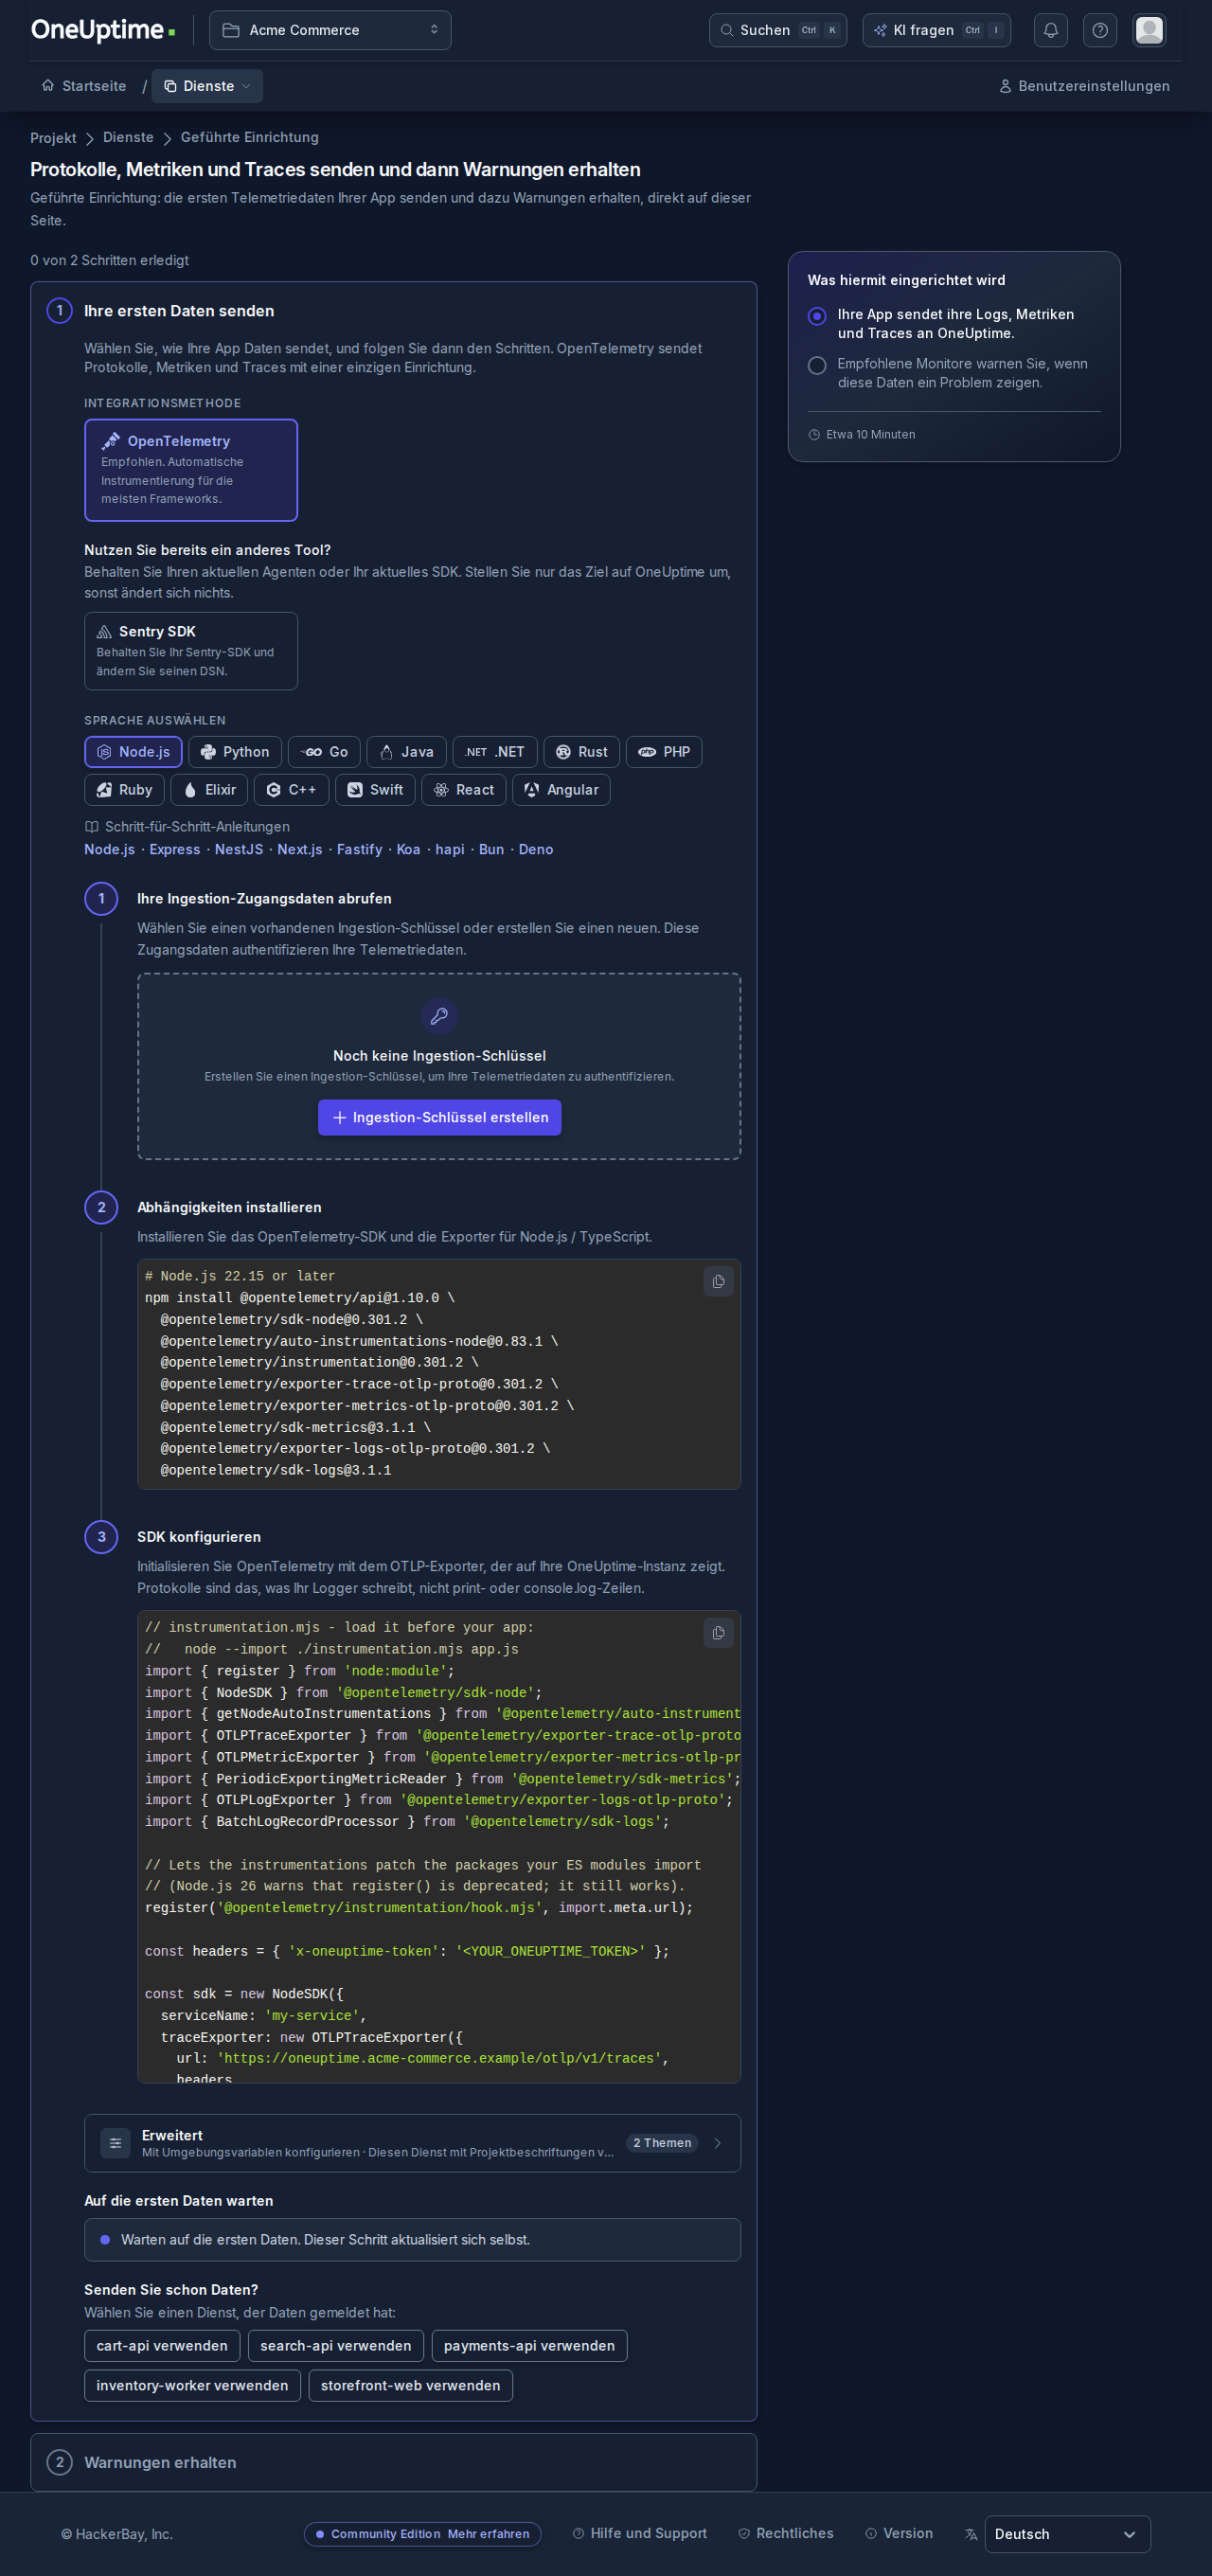 OneUptime
Acme Commerce
Suchen Ctrl K
KI fragen Ctrl I
Startseite / Dienste
Benutzereinstellungen
Projekt > Dienste > Geführte Einrichtung
Protokolle, Metriken und Traces senden und dann Warnungen erhalten
Geführte Einrichtung: die ersten Telemetriedaten Ihrer App senden und dazu Warnungen erhalten, direkt auf dieser
Seite.
0 von 2 Schritten erledigt
1 Ihre ersten Daten senden
Wählen Sie, wie Ihre App Daten sendet, und folgen Sie dann den Schritten. OpenTelemetry sendet
Protokolle, Metriken und Traces mit einer einzigen Einrichtung.
INTEGRATIONSMETHODE
OpenTelemetry
Empfohlen. Automatische
Instrumentierung für die
meisten Frameworks.
Nutzen Sie bereits ein anderes Tool?
Behalten Sie Ihren aktuellen Agenten oder Ihr aktuelles SDK. Stellen Sie nur das Ziel auf OneUptime um,
sonst ändert sich nichts.
Sentry SDK
Behalten Sie Ihr Sentry-SDK und
ändern Sie seinen DSN.
SPRACHE AUSWÄHLEN
Node.js Python Go Java .NET .NET Rust php PHP
Ruby Elixir C++ Swift React Angular
Schritt-für-Schritt-Anleitungen
Node.js · Express · NestJS · Next.js · Fastify · Koa · hapi · Bun · Deno
1 Ihre Ingestion-Zugangsdaten abrufen
Wählen Sie einen vorhandenen Ingestion-Schlüssel oder erstellen Sie einen neuen. Diese
Zugangsdaten authentifizieren Ihre Telemetriedaten.
Noch keine Ingestion-Schlüssel
Erstellen Sie einen Ingestion-Schlüssel, um Ihre Telemetriedaten zu authentifizieren.
Ingestion-Schlüssel erstellen
2 Abhängigkeiten installieren
Installieren Sie das OpenTelemetry-SDK und die Exporter für Node.js / TypeScript.
# Node.js 22.15 or later
npm install @opentelemetry/api@1.10.0 \
@opentelemetry/sdk-node@0.301.2 \
@opentelemetry/auto-instrumentations-node@0.83.1 \
@opentelemetry/instrumentation@0.301.2 \
@opentelemetry/exporter-trace-otlp-proto@0.301.2 \
@opentelemetry/exporter-metrics-otlp-proto@0.301.2 \
@opentelemetry/sdk-metrics@3.1.1 \
@opentelemetry/exporter-logs-otlp-proto@0.301.2 \
@opentelemetry/sdk-logs@3.1.1
3 SDK konfigurieren
Initialisieren Sie OpenTelemetry mit dem OTLP-Exporter, der auf Ihre OneUptime-Instanz zeigt.
Protokolle sind das, was Ihr Logger schreibt, nicht print- oder console.log-Zeilen.
// instrumentation.mjs - load it before your app:
//   node --import ./instrumentation.mjs app.js
import { register } from 'node:module';
import { NodeSDK } from '@opentelemetry/sdk-node';
import { getNodeAutoInstrumentations } from '@opentelemetry/auto-instrument
import { OTLPTraceExporter } from '@opentelemetry/exporter-trace-otlp-proto
import { OTLPMetricExporter } from '@opentelemetry/exporter-metrics-otlp-pr
import { PeriodicExportingMetricReader } from '@opentelemetry/sdk-metrics';
import { OTLPLogExporter } from '@opentelemetry/exporter-logs-otlp-proto';
import { BatchLogRecordProcessor } from '@opentelemetry/sdk-logs';
// Lets the instrumentations patch the packages your ES modules import
// (Node.js 26 warns that register() is deprecated; it still works).
register('@opentelemetry/instrumentation/hook.mjs', import.meta.url);
const headers = { 'x-oneuptime-token': '<YOUR_ONEUPTIME_TOKEN>' };
const sdk = new NodeSDK({
serviceName: 'my-service',
traceExporter: new OTLPTraceExporter({
url: 'https://oneuptime.acme-commerce.example/otlp/v1/traces',
headers
Erweitert
Mit Umgebungsvariablen konfigurieren · Diesen Dienst mit Projektbeschriftungen v...
2 Themen
Auf die ersten Daten warten
Warten auf die ersten Daten. Dieser Schritt aktualisiert sich selbst.
Senden Sie schon Daten?
Wählen Sie einen Dienst, der Daten gemeldet hat:
cart-api verwenden search-api verwenden payments-api verwenden
inventory-worker verwenden storefront-web verwenden
2 Warnungen erhalten
Was hiermit eingerichtet wird
Ihre App sendet ihre Logs, Metriken
und Traces an OneUptime.
Empfohlene Monitore warnen Sie, wenn
diese Daten ein Problem zeigen.
Etwa 10 Minuten
© HackerBay, Inc.
Community Edition Mehr erfahren
Hilfe und Support
Rechtliches
Version
Deutsch